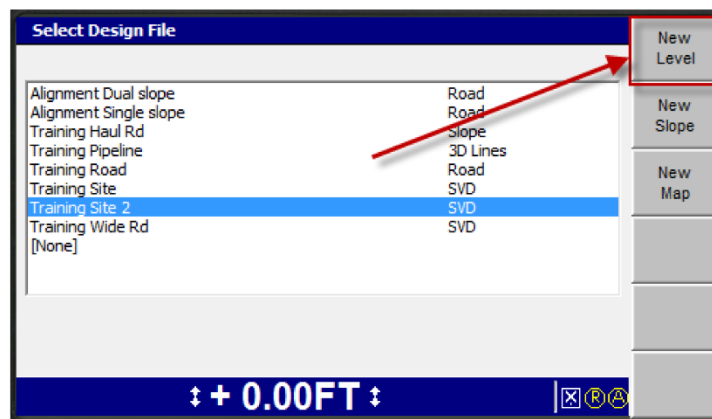 Select Design File
New
Level
Alignment Dual slope Road
Alignment Single slope Road
Training Haul Rd Slope
Training Pipeline 3D Lines
Training Road Road
Training Site SVD
Training Site 2 SVD
Training Wide Rd SVD
[None]
New
Slope
New
Map
+ 0.00FT
R A